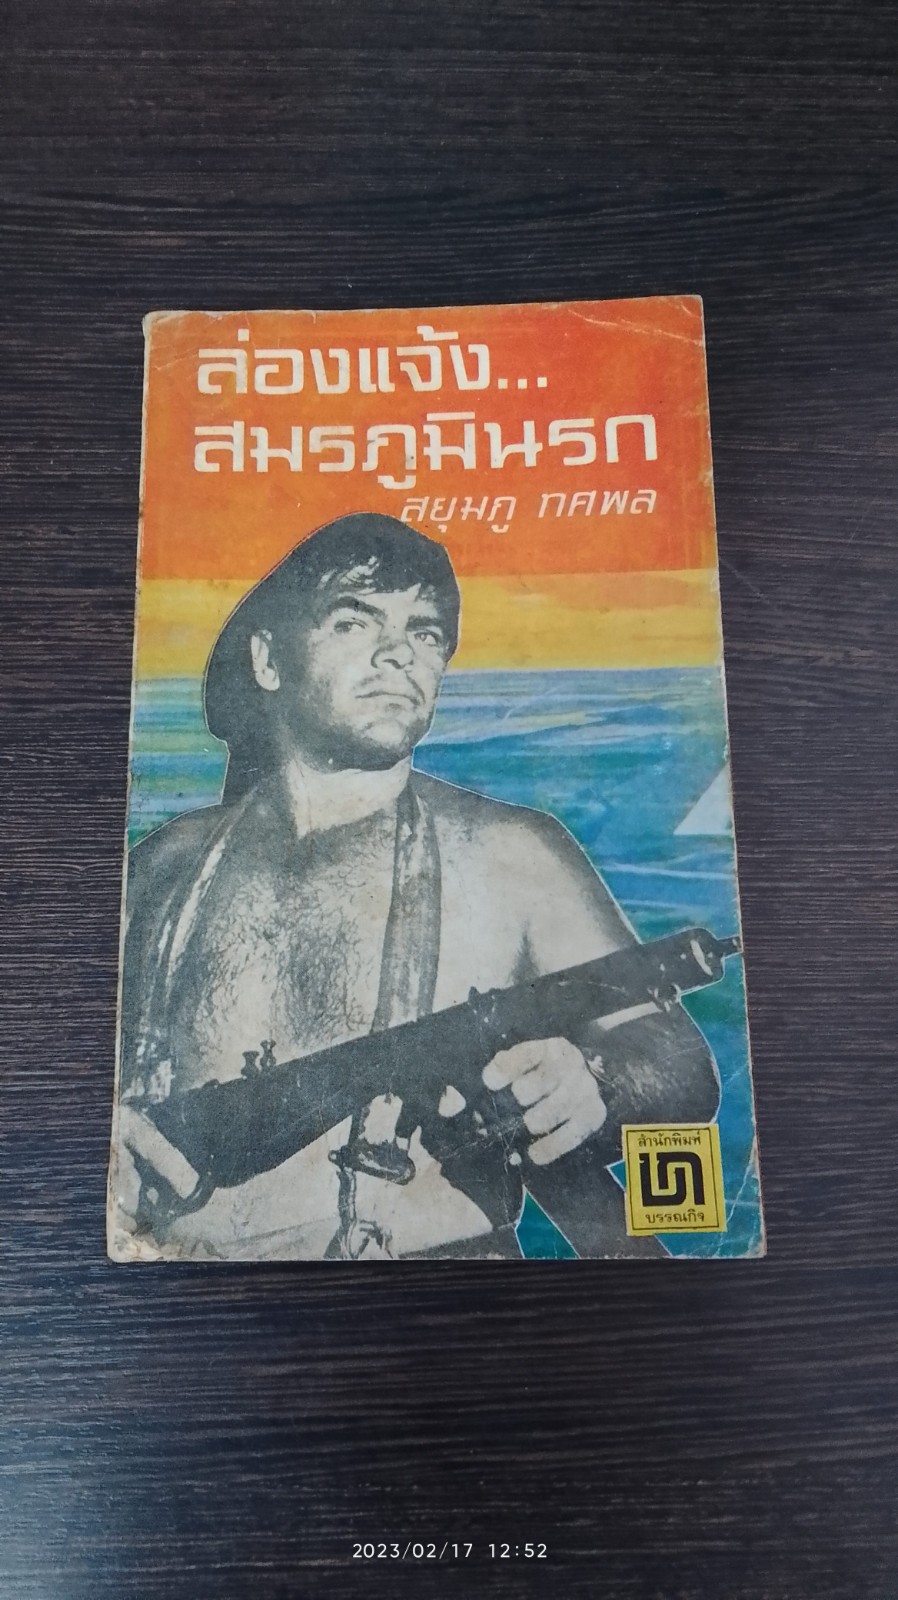 ล่องแจ้ง...
สมรภูมินรก
สยุมภู ทศพล
สำนักพิมพ์
บรรณกิจ
2023/02/17 12:52